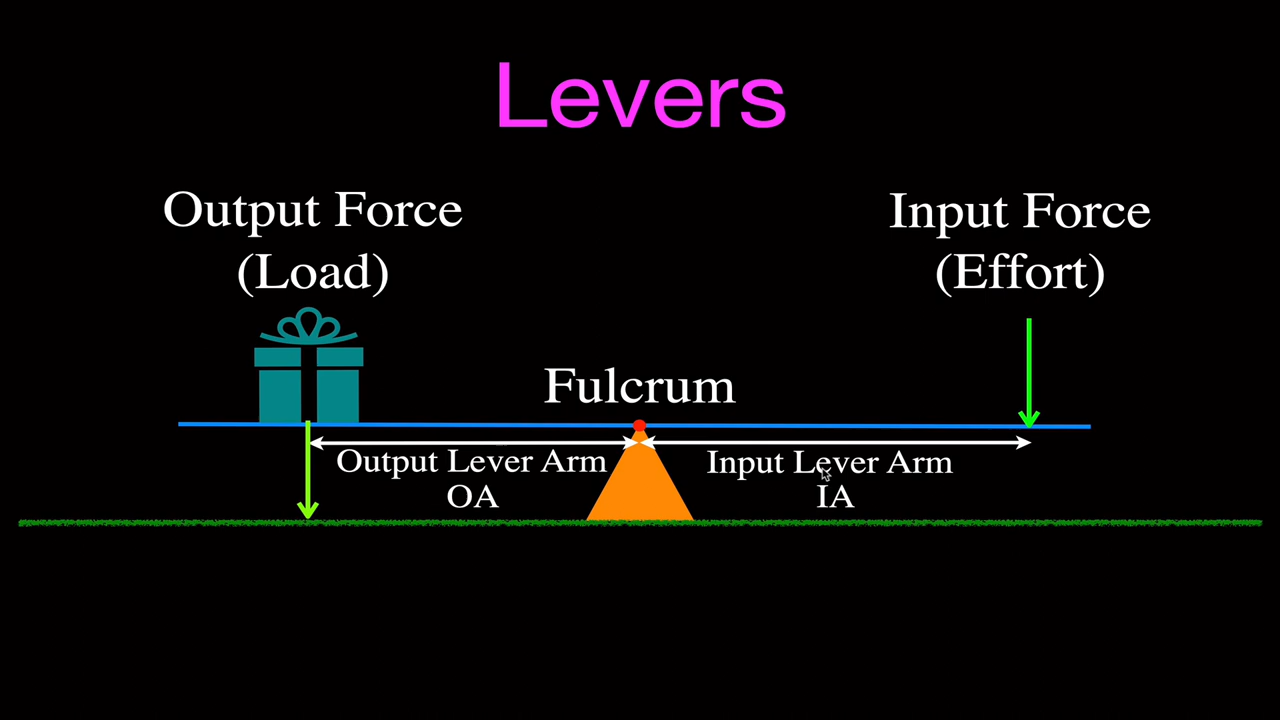 Levers
Output Force
(Load)
Input Force
(Effort)
Fulcrum
Output Lever Arm
OA
Input Lever Arm
IA